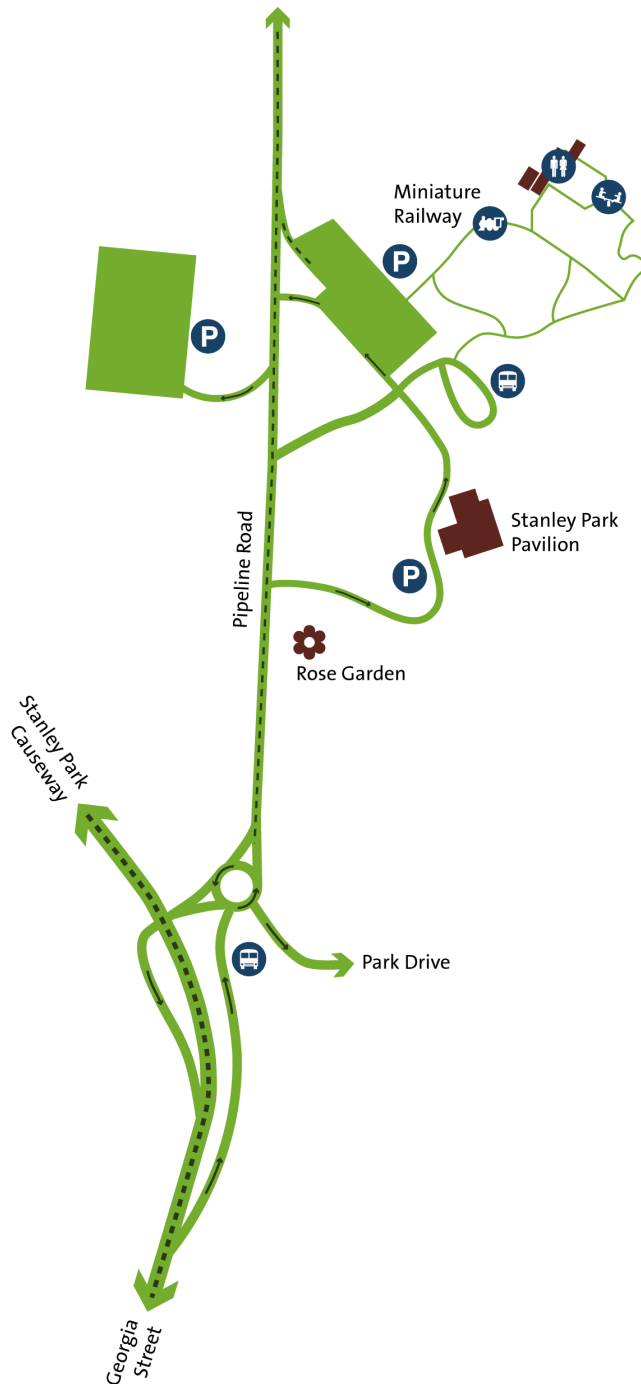 Miniature
Railway
P
P
Stanley Park
Pavilion
P
Pipeline Road
Rose Garden
Stanley Park
Causeway
Park Drive
Georgia
Street